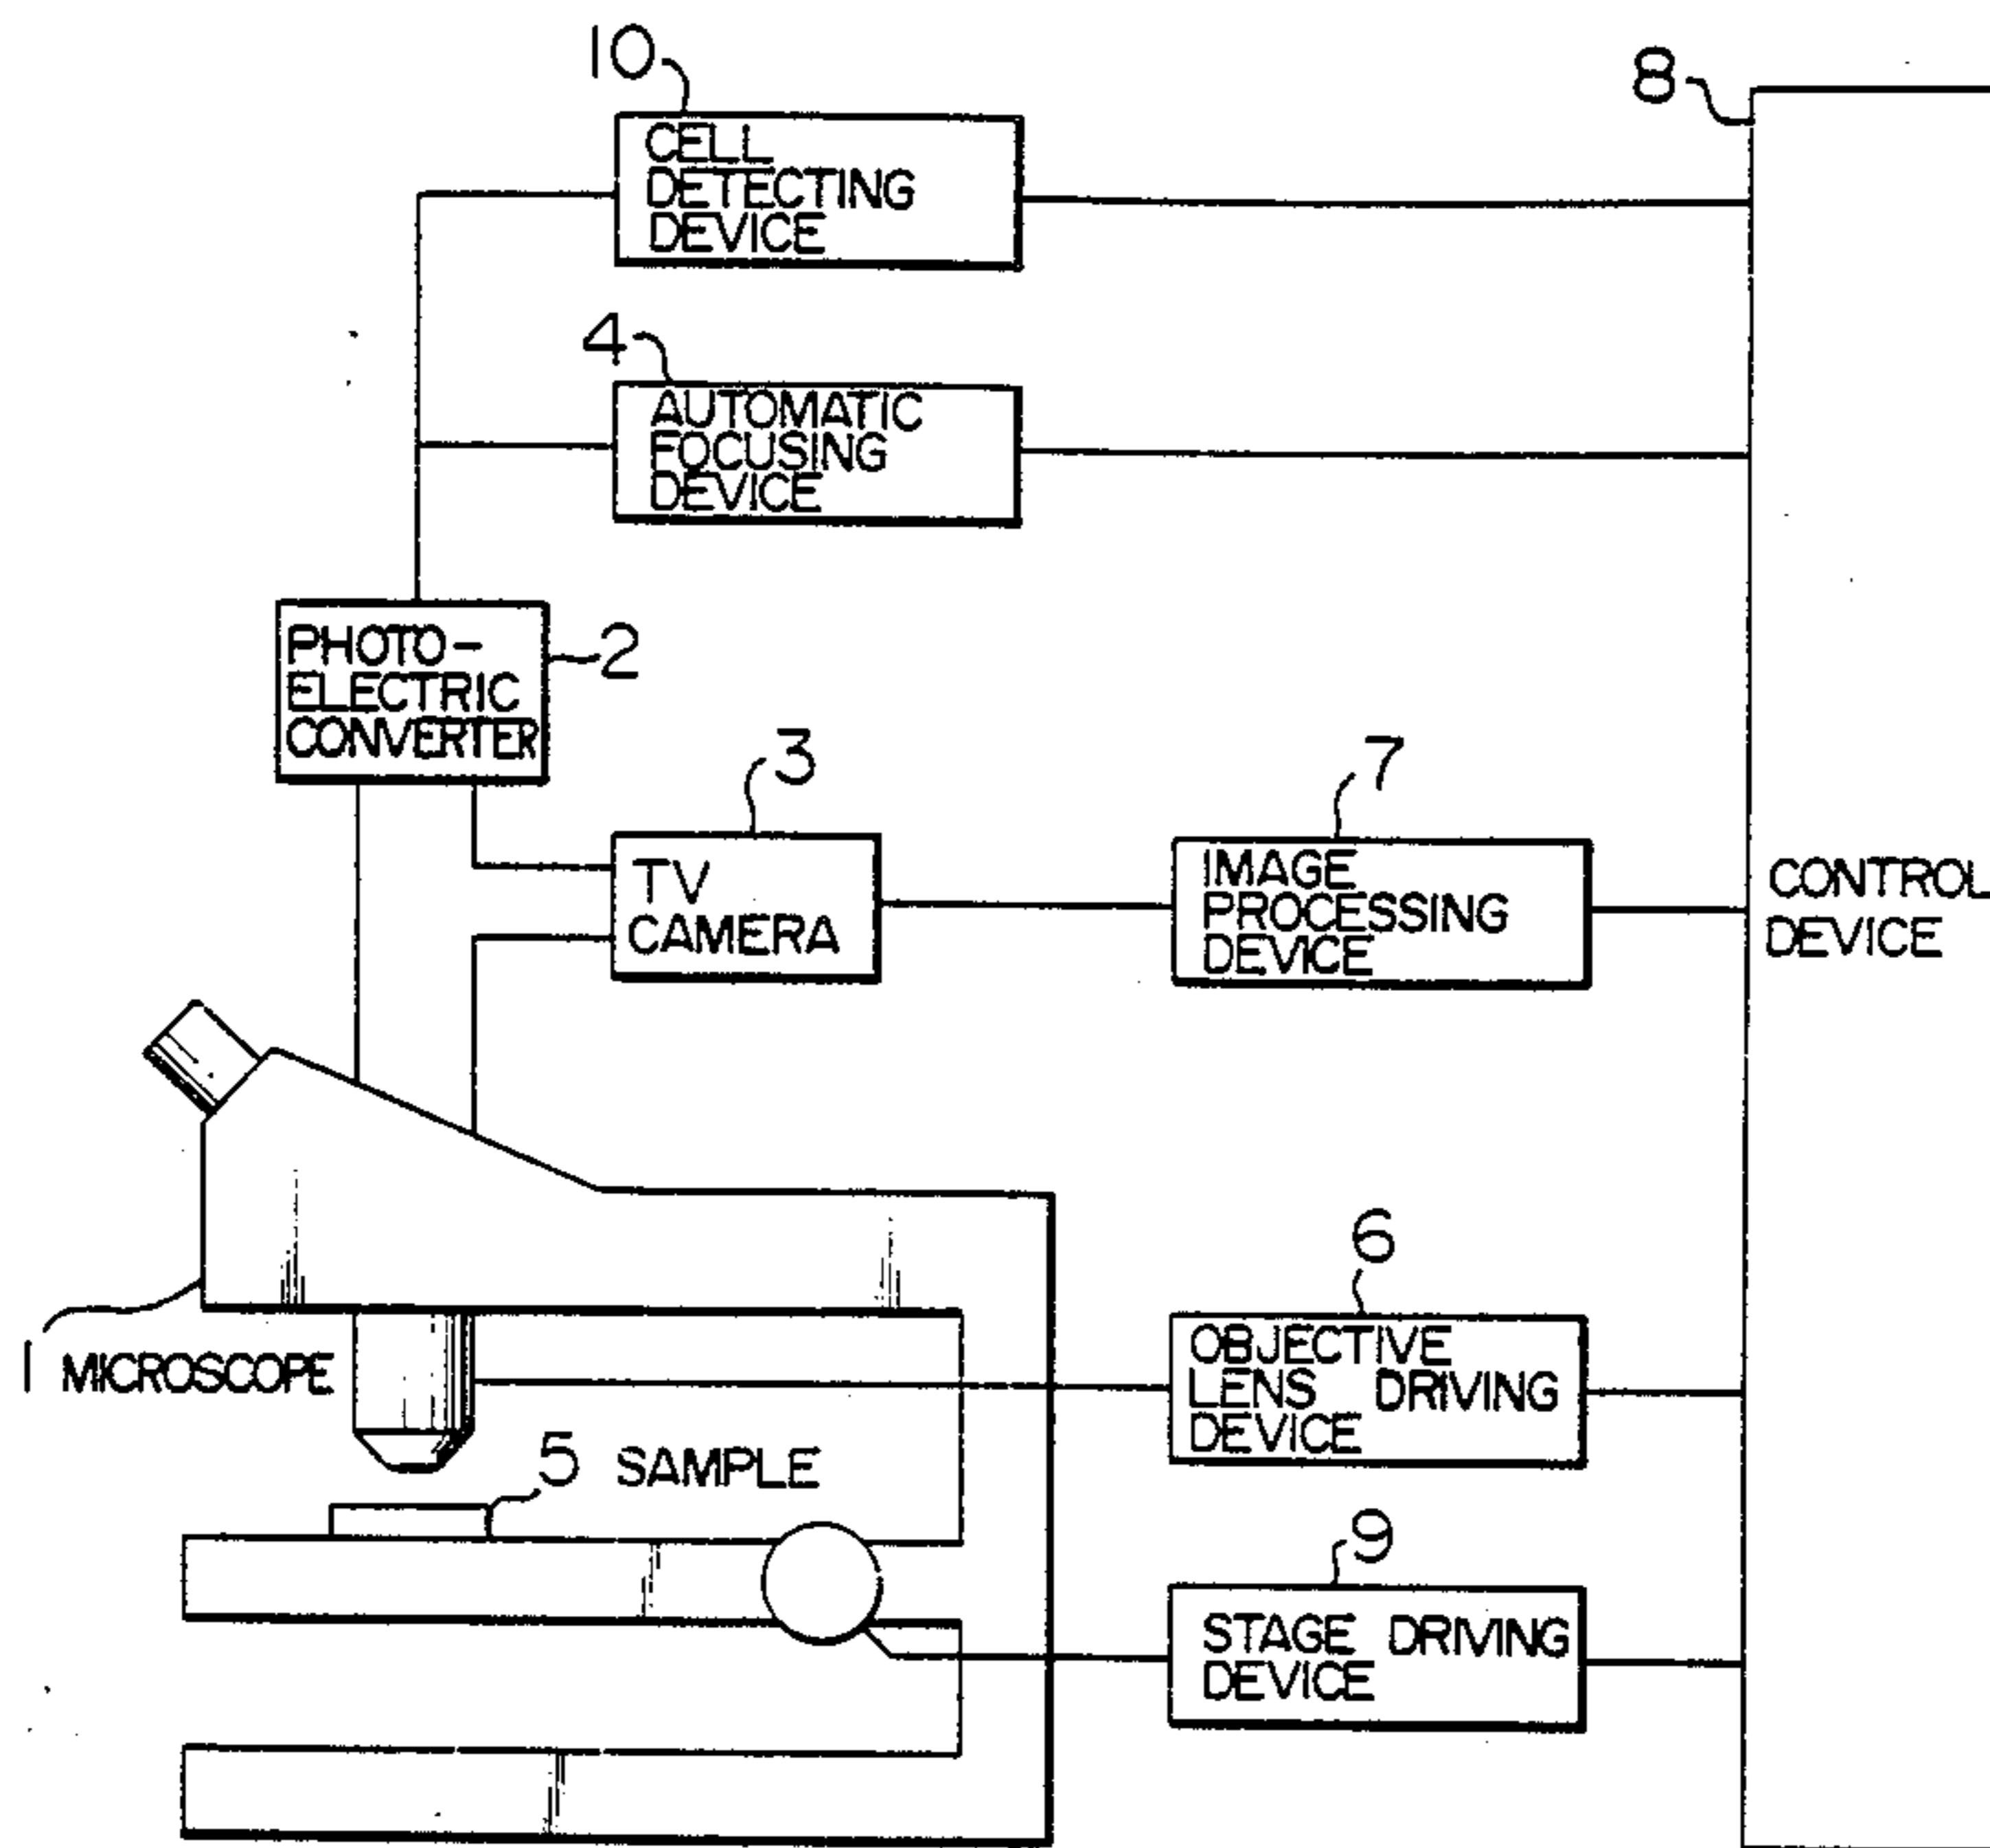 10
CELL
DETECTING
DEVICE
8
4
AUTOMATIC
FOCUSING
DEVICE
PHOTO-
ELECTRIC
CONVERTER
2
3
TV
CAMERA
7
IMAGE
PROCESSING
DEVICE
CONTROL
DEVICE
1 MICROSCOPE
6
OBJECTIVE
LENS DRIVING
DEVICE
5 SAMPLE
9
STAGE DRIVING
DEVICE